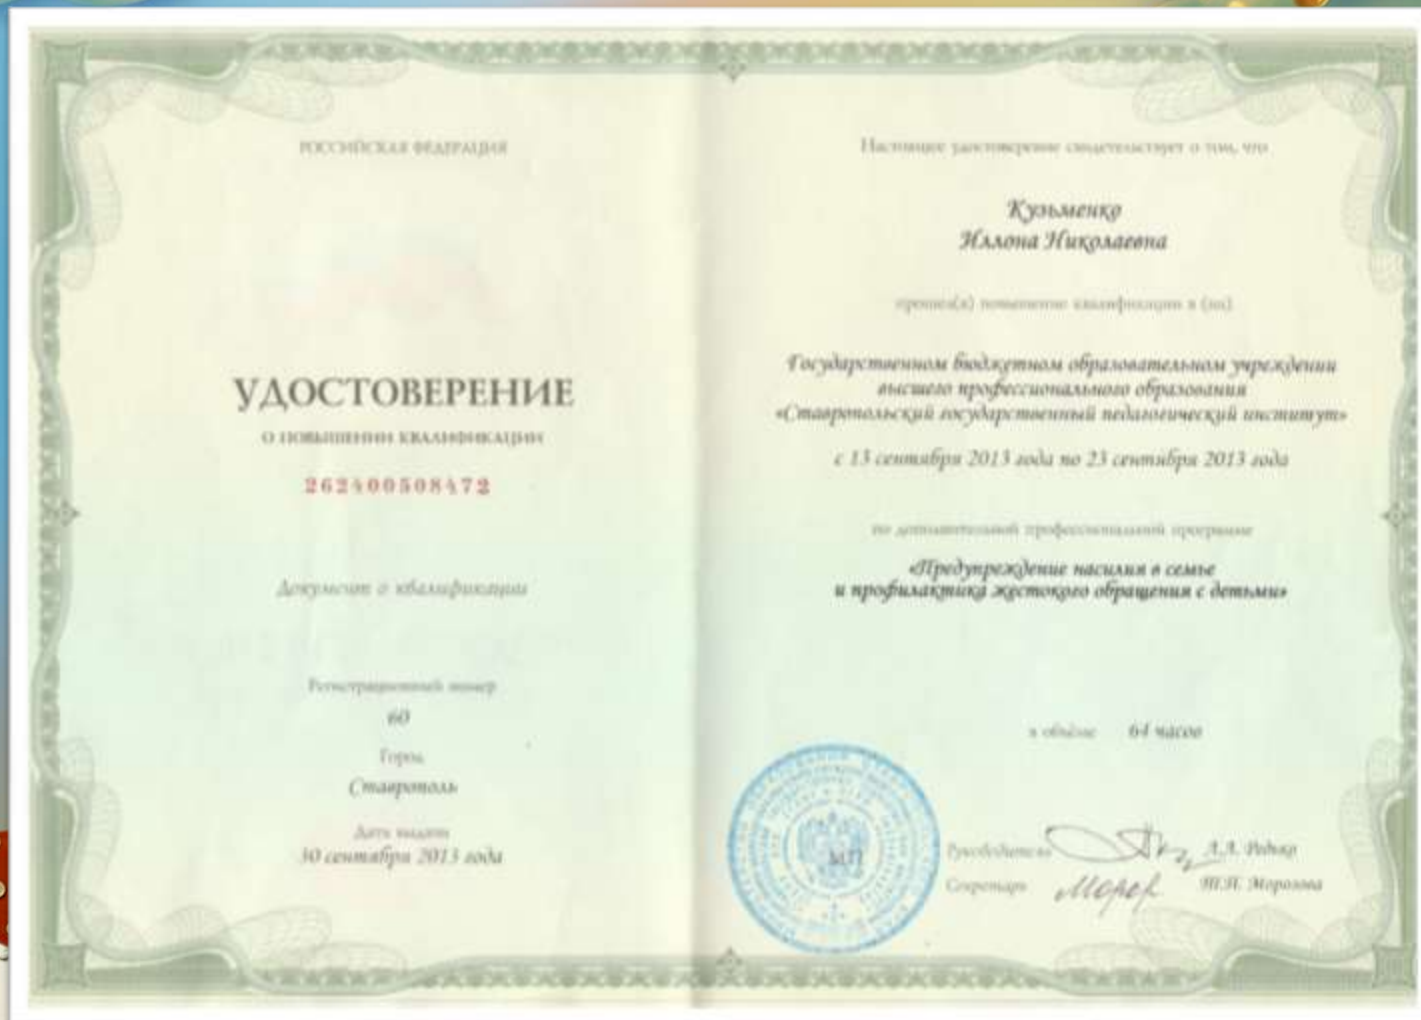 РОССИЙСКАЯ ФЕДЕРАЦИЯ
УДОСТОВЕРЕНИЕ
О ПОВЫШЕНИИ КВАЛИФИКАЦИИ
262400508472
Документ о квалификации
Регистрационный номер
60
Город
Ставрополь
Дата выдачи
30 сентября 2013 года
Настоящее удостоверение свидетельствует о том, что
Кузьменко
Иллона Николаевна
прошел(а) повышение квалификации в (на)
Государственном бюджетном образовательном учреждении
высшего профессионального образования
«Ставропольский государственный педагогический институт»
с 13 сентября 2013 года по 23 сентября 2013 года
по дополнительной профессиональной программе
«Предупреждение насилия в семье
и профилактика жестокого обращения с детьми»
в объёме 64 часов
МП
Руководитель Л.Л. Редько
Секретарь Т.П. Морозова